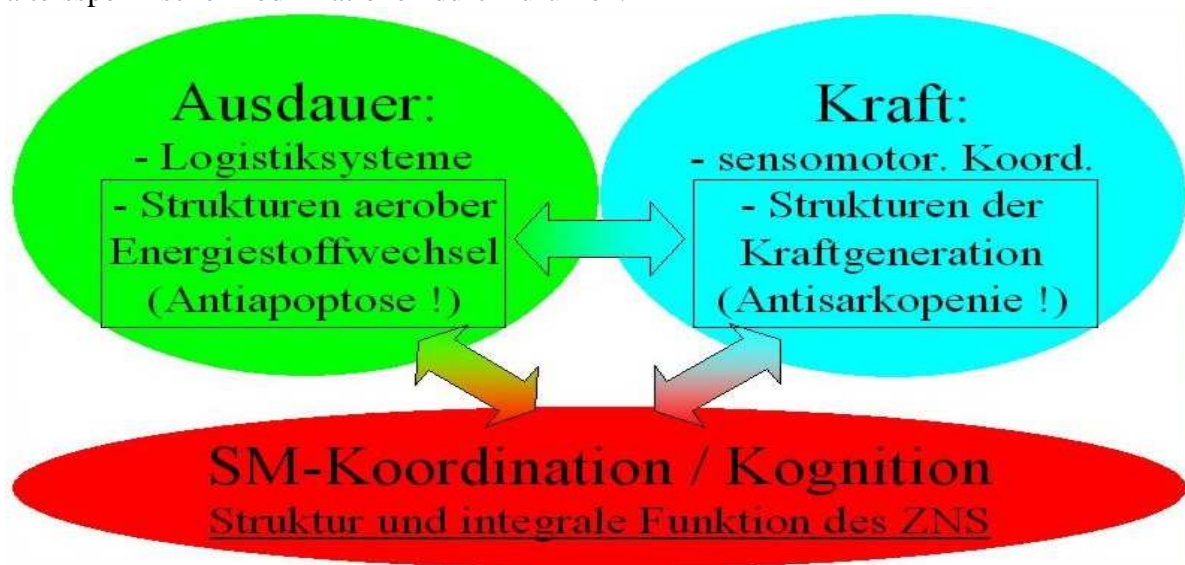 Ausdauer:
- Logistiksysteme
- Strukturen aerober
Energiestoffwechsel
(Antiapoptose !)
Kraft:
- sensomotor. Koord.
- Strukturen der
Kraftgeneration
(Antisarkopenie !)
SM-Koordination / Kognition
Struktur und integrale Funktion des ZNS